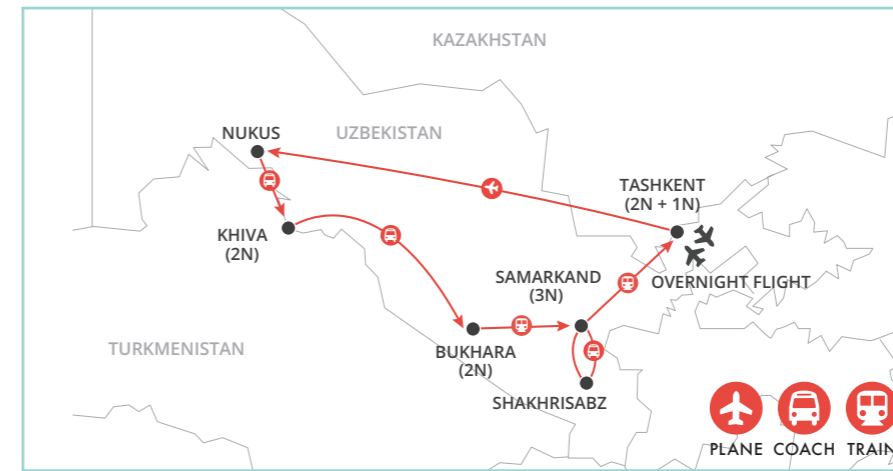 KAZAKHSTAN
NUKUS
UZBEKISTAN
TASHKENT
(2N + 1N)
KHIVA
(2N)
SAMARKAND
(3N)
OVERNIGHT FLIGHT
TURKMENISTAN
BUKHARA
(2N)
SHAKHRISABZ
PLANE COACH TRAIN